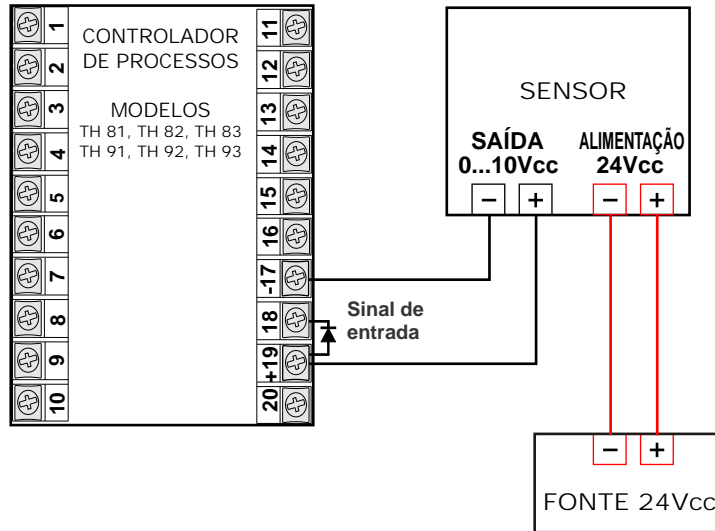 1
2
3
4
5
6
7
8
9
10
CONTROLADOR
DE PROCESSOS
MODELOS
TH 81, TH 82, TH 83
TH 91, TH 92, TH 93
11
12
13
14
15
16
-17
18
+19
20
Sinal de
entrada
SENSOR
SAÍDA
0...10Vcc
ALIMENTAÇÃO
24Vcc
− + − +
− +
FONTE 24Vcc